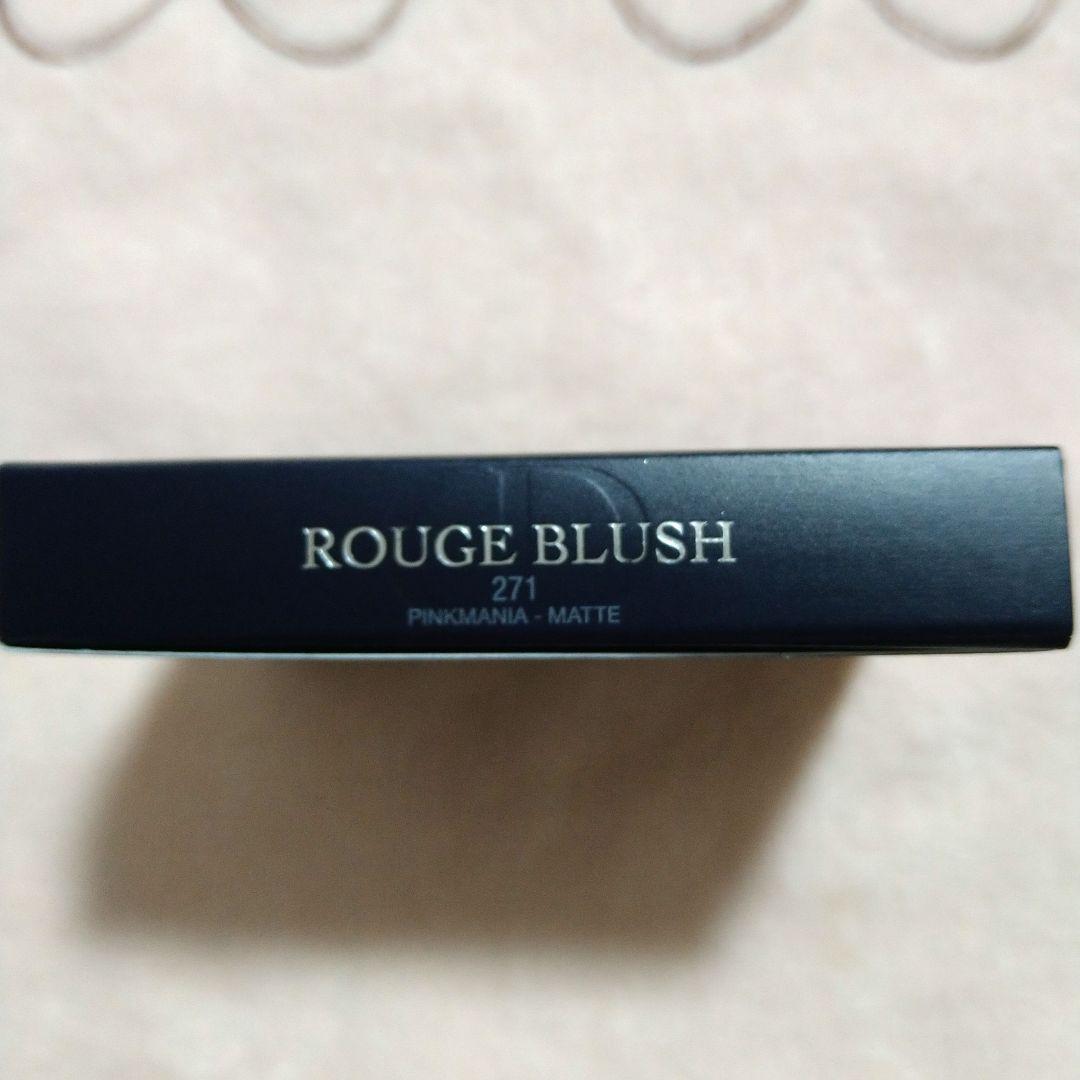 ROUGE BLUSH
271
PINKMANIA - MATTE